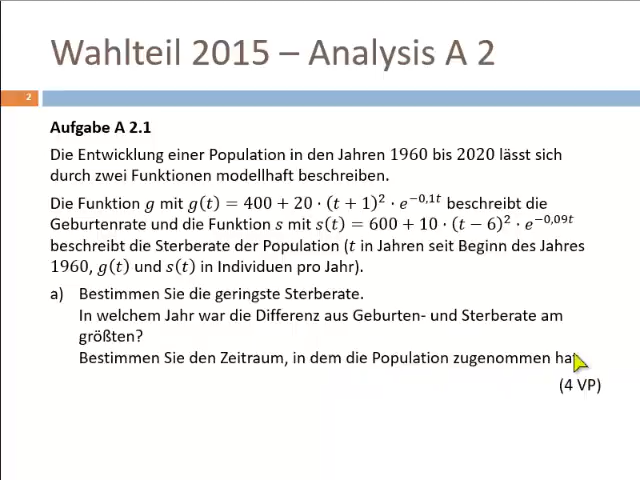 Wahlteil 2015 – Analysis A 2
2
Aufgabe A 2.1
Die Entwicklung einer Population in den Jahren 1960 bis 2020 lässt sich
durch zwei Funktionen modellhaft beschreiben.
Die Funktion g mit g(t) = 400 + 20 · (t + 1)² · e^{−0,1t} beschreibt die
Geburtenrate und die Funktion s mit s(t) = 600 + 10 · (t − 6)² · e^{−0,09t}
beschreibt die Sterberate der Population (t in Jahren seit Beginn des Jahres
1960, g(t) und s(t) in Individuen pro Jahr).
a) Bestimmen Sie die geringste Sterberate.
In welchem Jahr war die Differenz aus Geburten- und Sterberate am
größten?
Bestimmen Sie den Zeitraum, in dem die Population zugenommen
(4 VP)